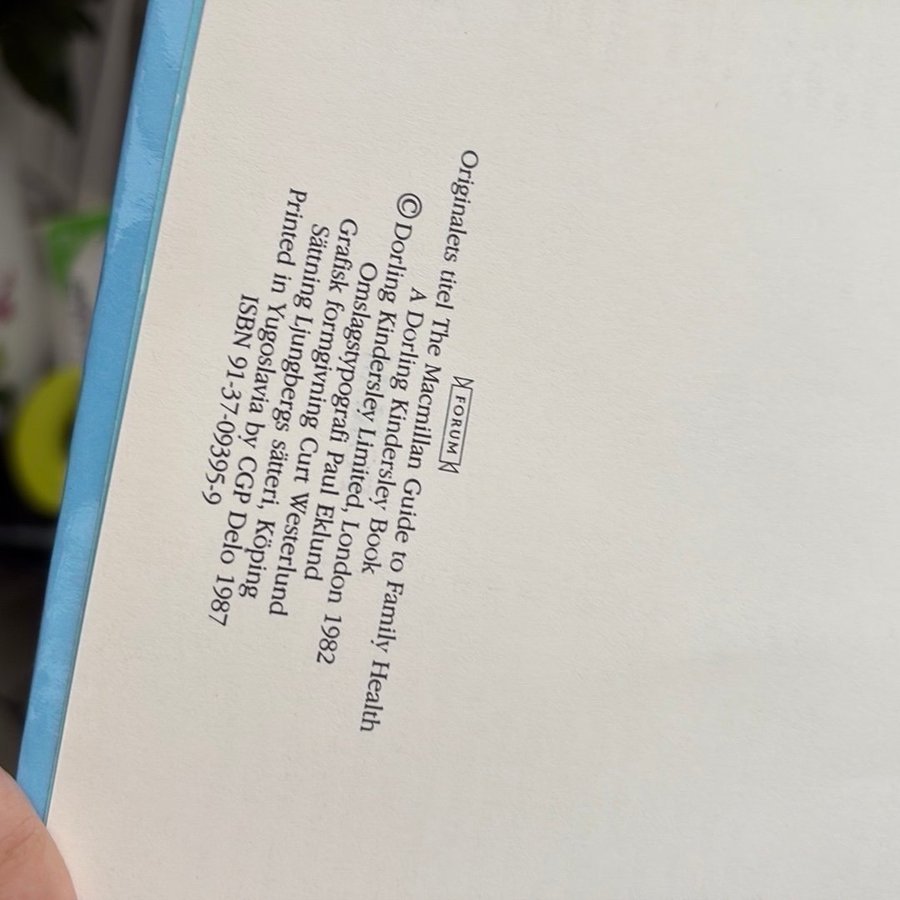 FORUM
Originalets titel The Macmillan Guide to Family Health
A Dorling Kindersley Book
© Dorling Kindersley Limited, London 1982
Omslagstypografi Paul Eklund
Grafisk formgivning Curt Westerlund
Sättning Ljungbergs sätteri, Köping
Printed in Yugoslavia by CGP Delo 1987
ISBN 91-37-09395-9